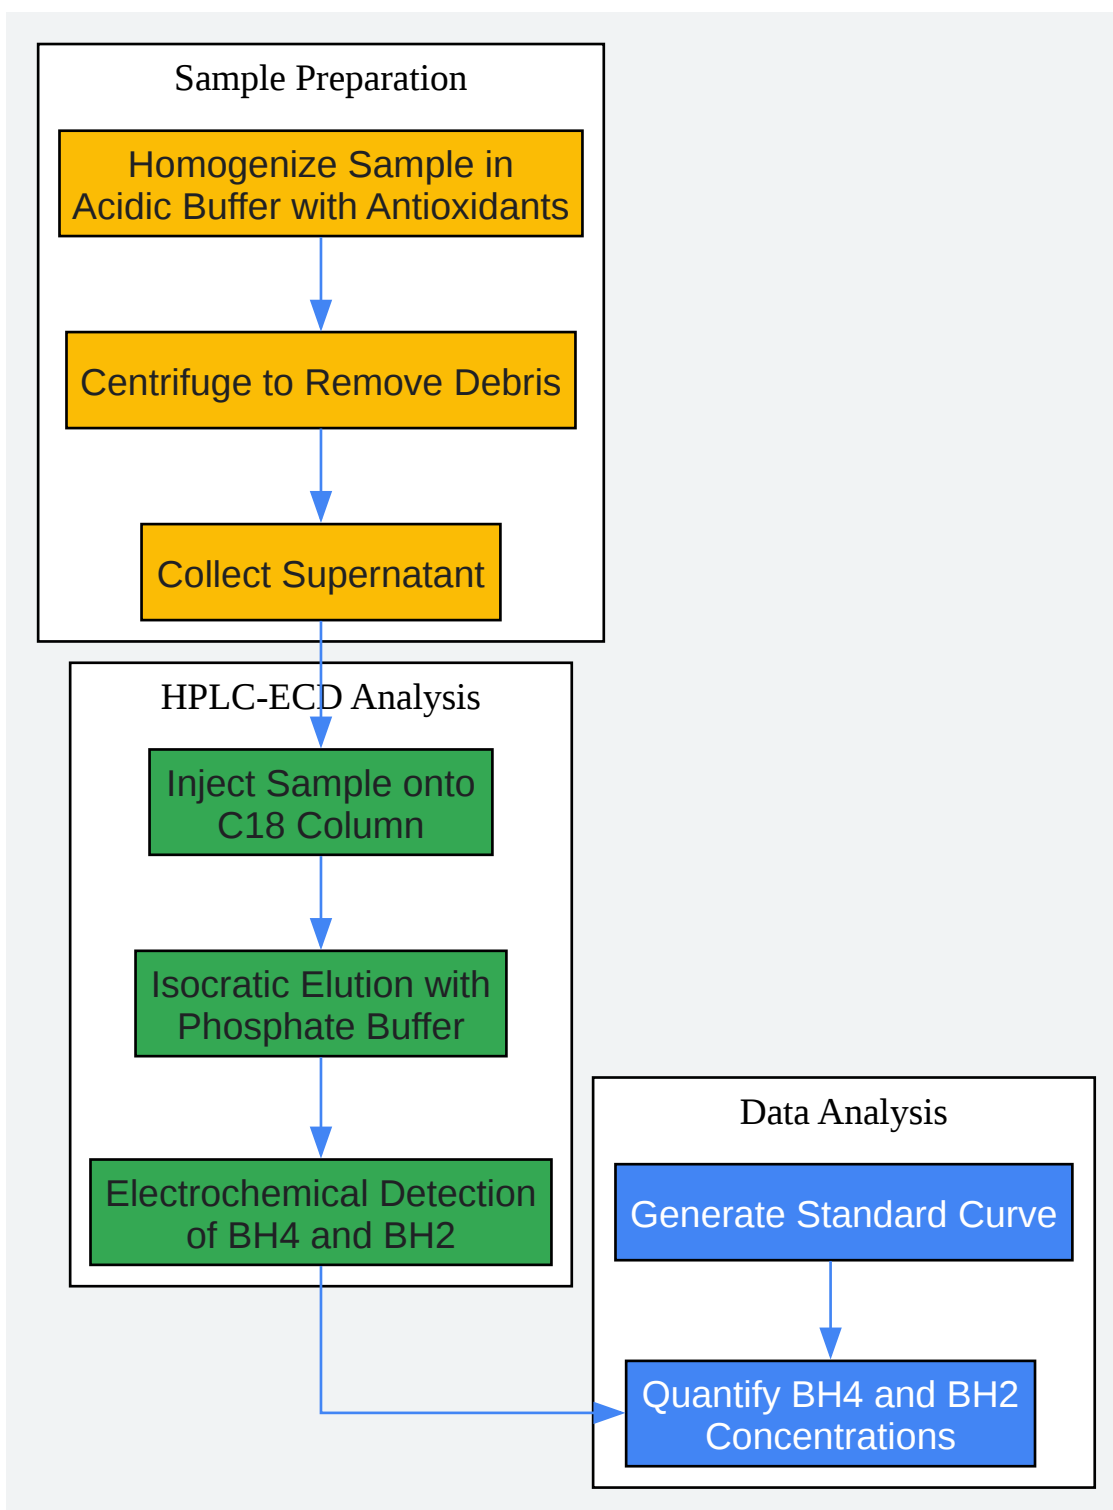 Sample Preparation
Homogenize Sample in
Acidic Buffer with Antioxidants
Centrifuge to Remove Debris
Collect Supernatant
HPLC-ECD Analysis
Inject Sample onto
C18 Column
Isocratic Elution with
Phosphate Buffer
Electrochemical Detection
of BH4 and BH2
Data Analysis
Generate Standard Curve
Quantify BH4 and BH2
Concentrations